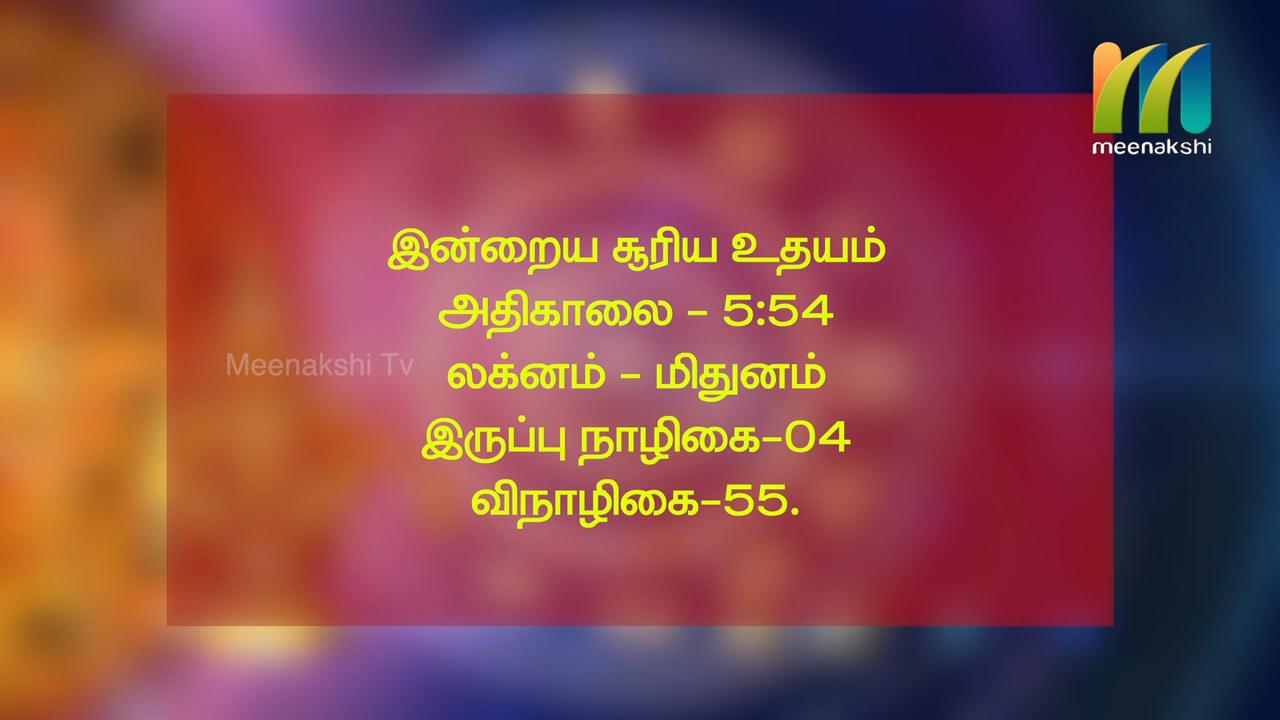 meenakshi
இன்றைய சூரிய உதயம்
அதிகாலை - 5:54
லக்னம் - மிதுனம்
Meenakshi Tv
இருப்பு நாழிகை-04
விநாழிகை-55.